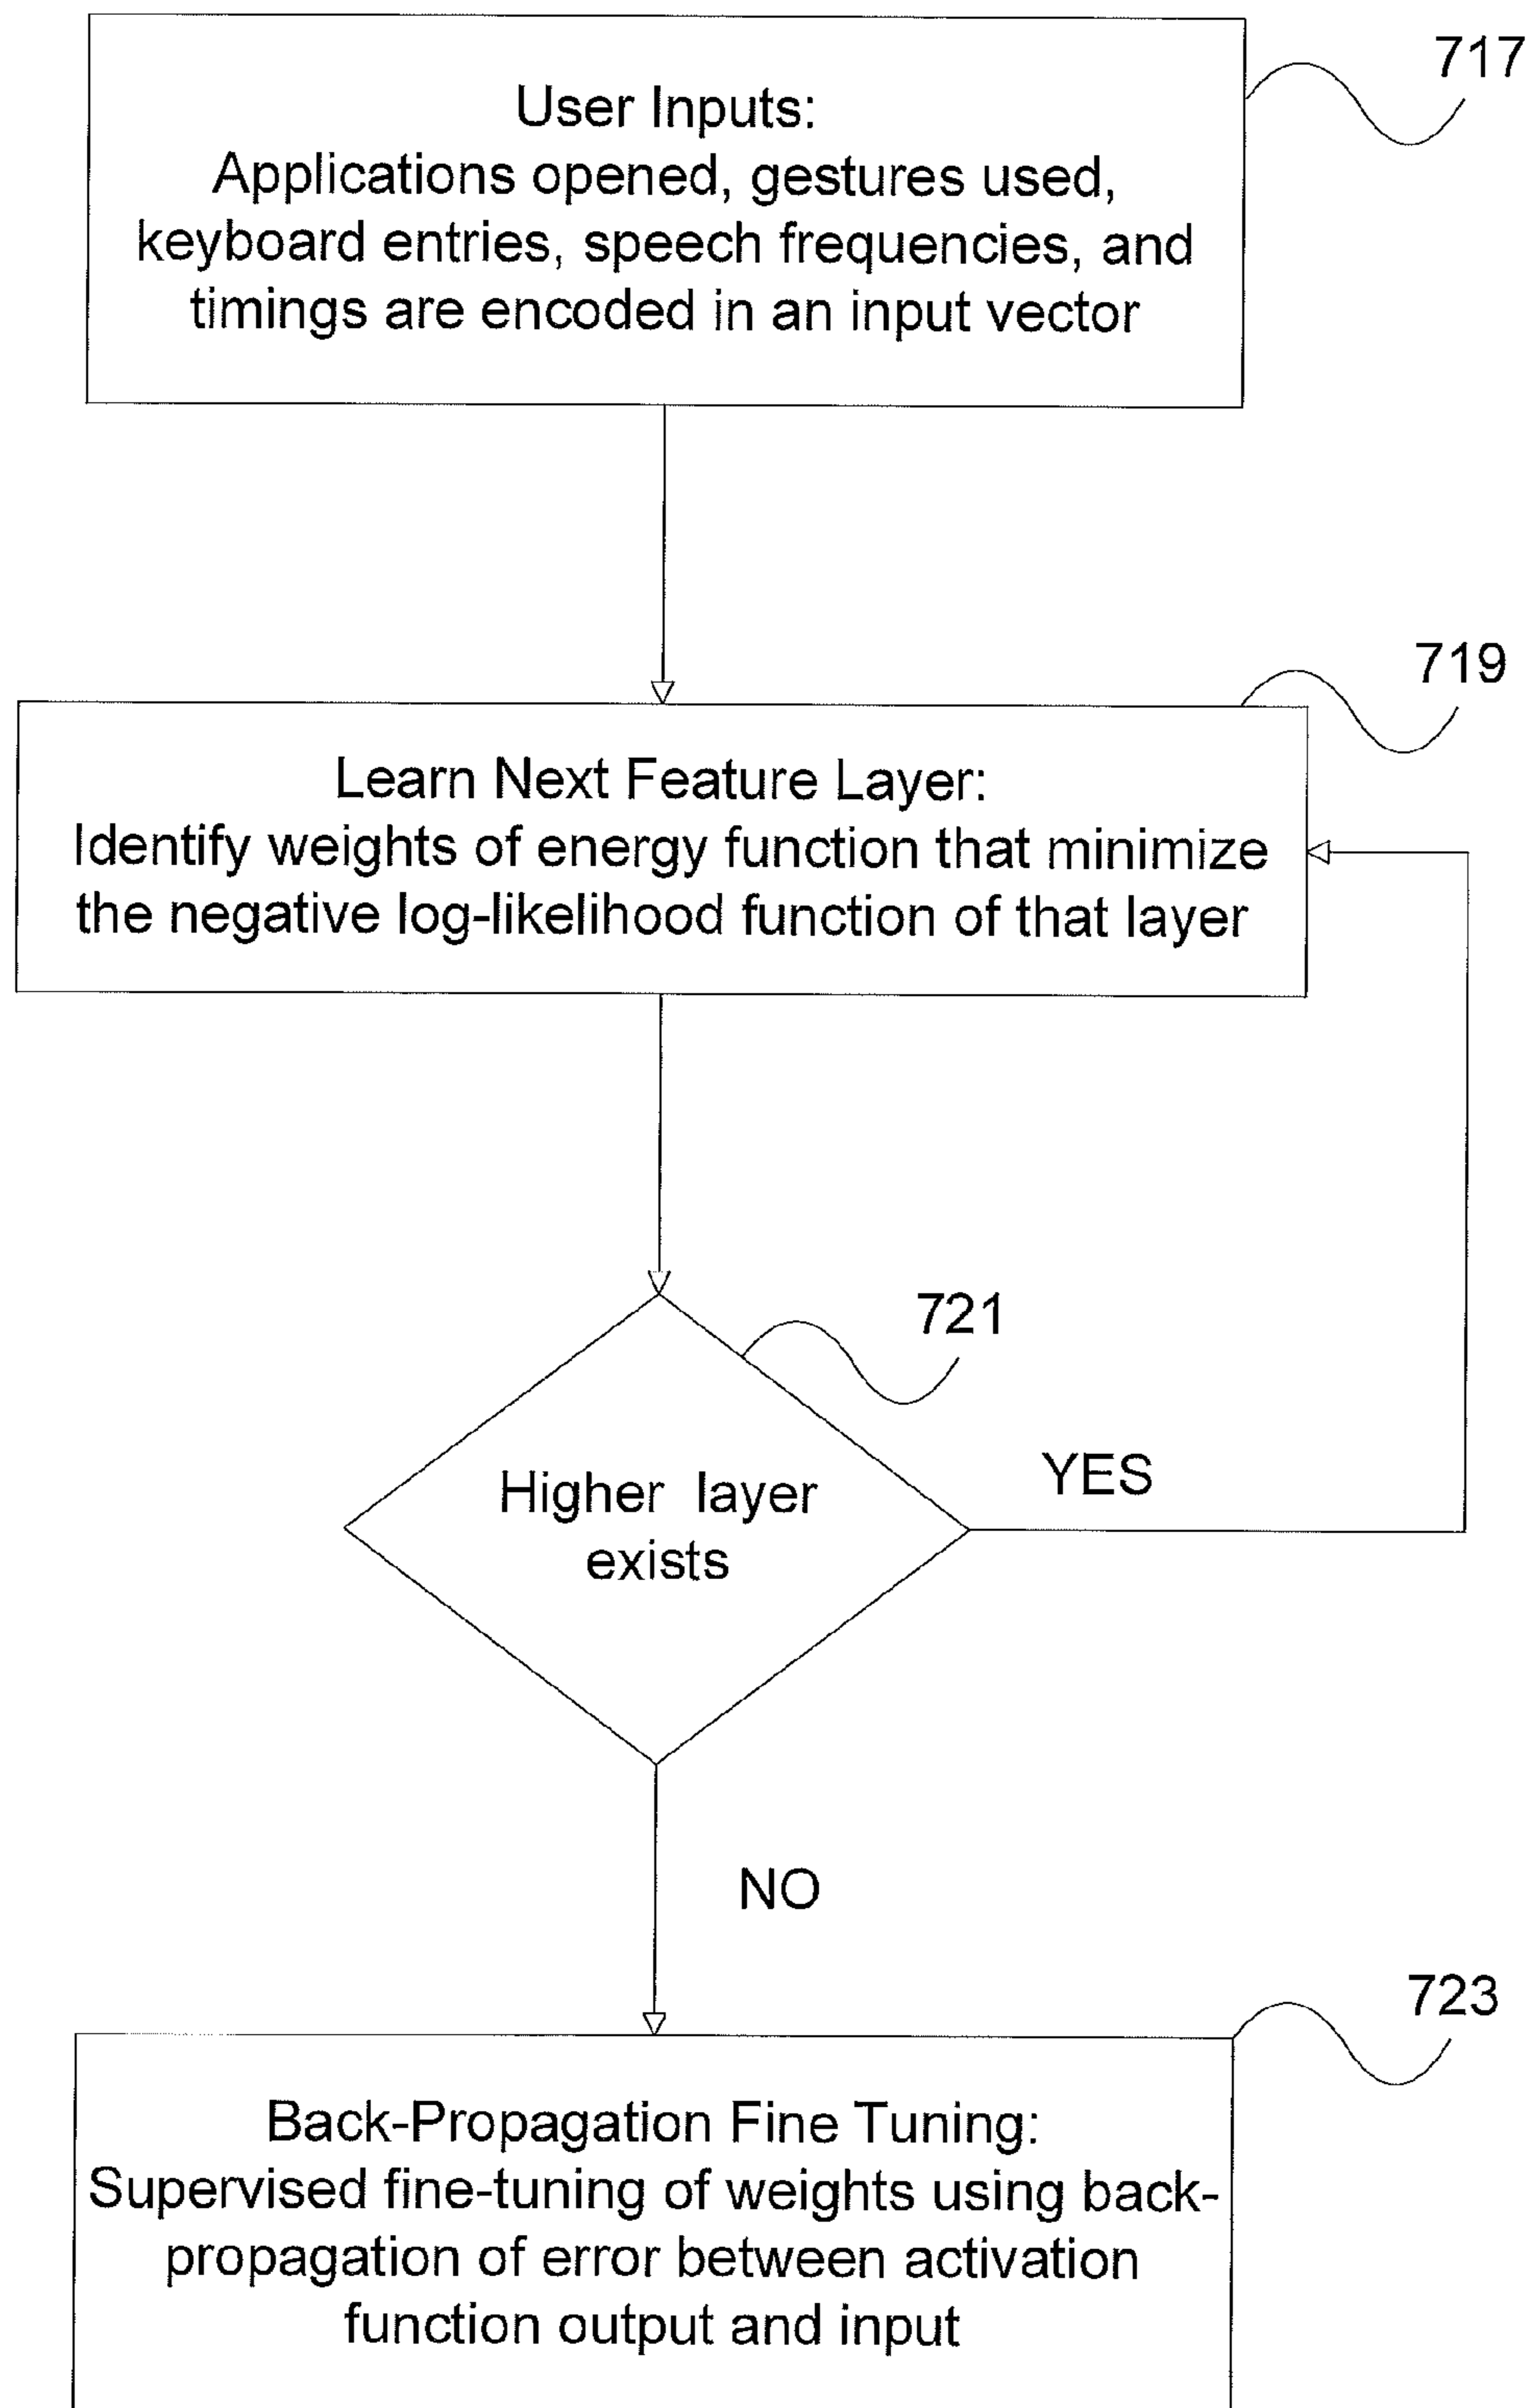 717
User Inputs:
Applications opened, gestures used,
keyboard entries, speech frequencies, and
timings are encoded in an input vector
719
Learn Next Feature Layer:
Identify weights of energy function that minimize
the negative log-likelihood function of that layer
721
Higher layer
exists
YES
NO
723
Back-Propagation Fine Tuning:
Supervised fine-tuning of weights using back-
propagation of error between activation
function output and input